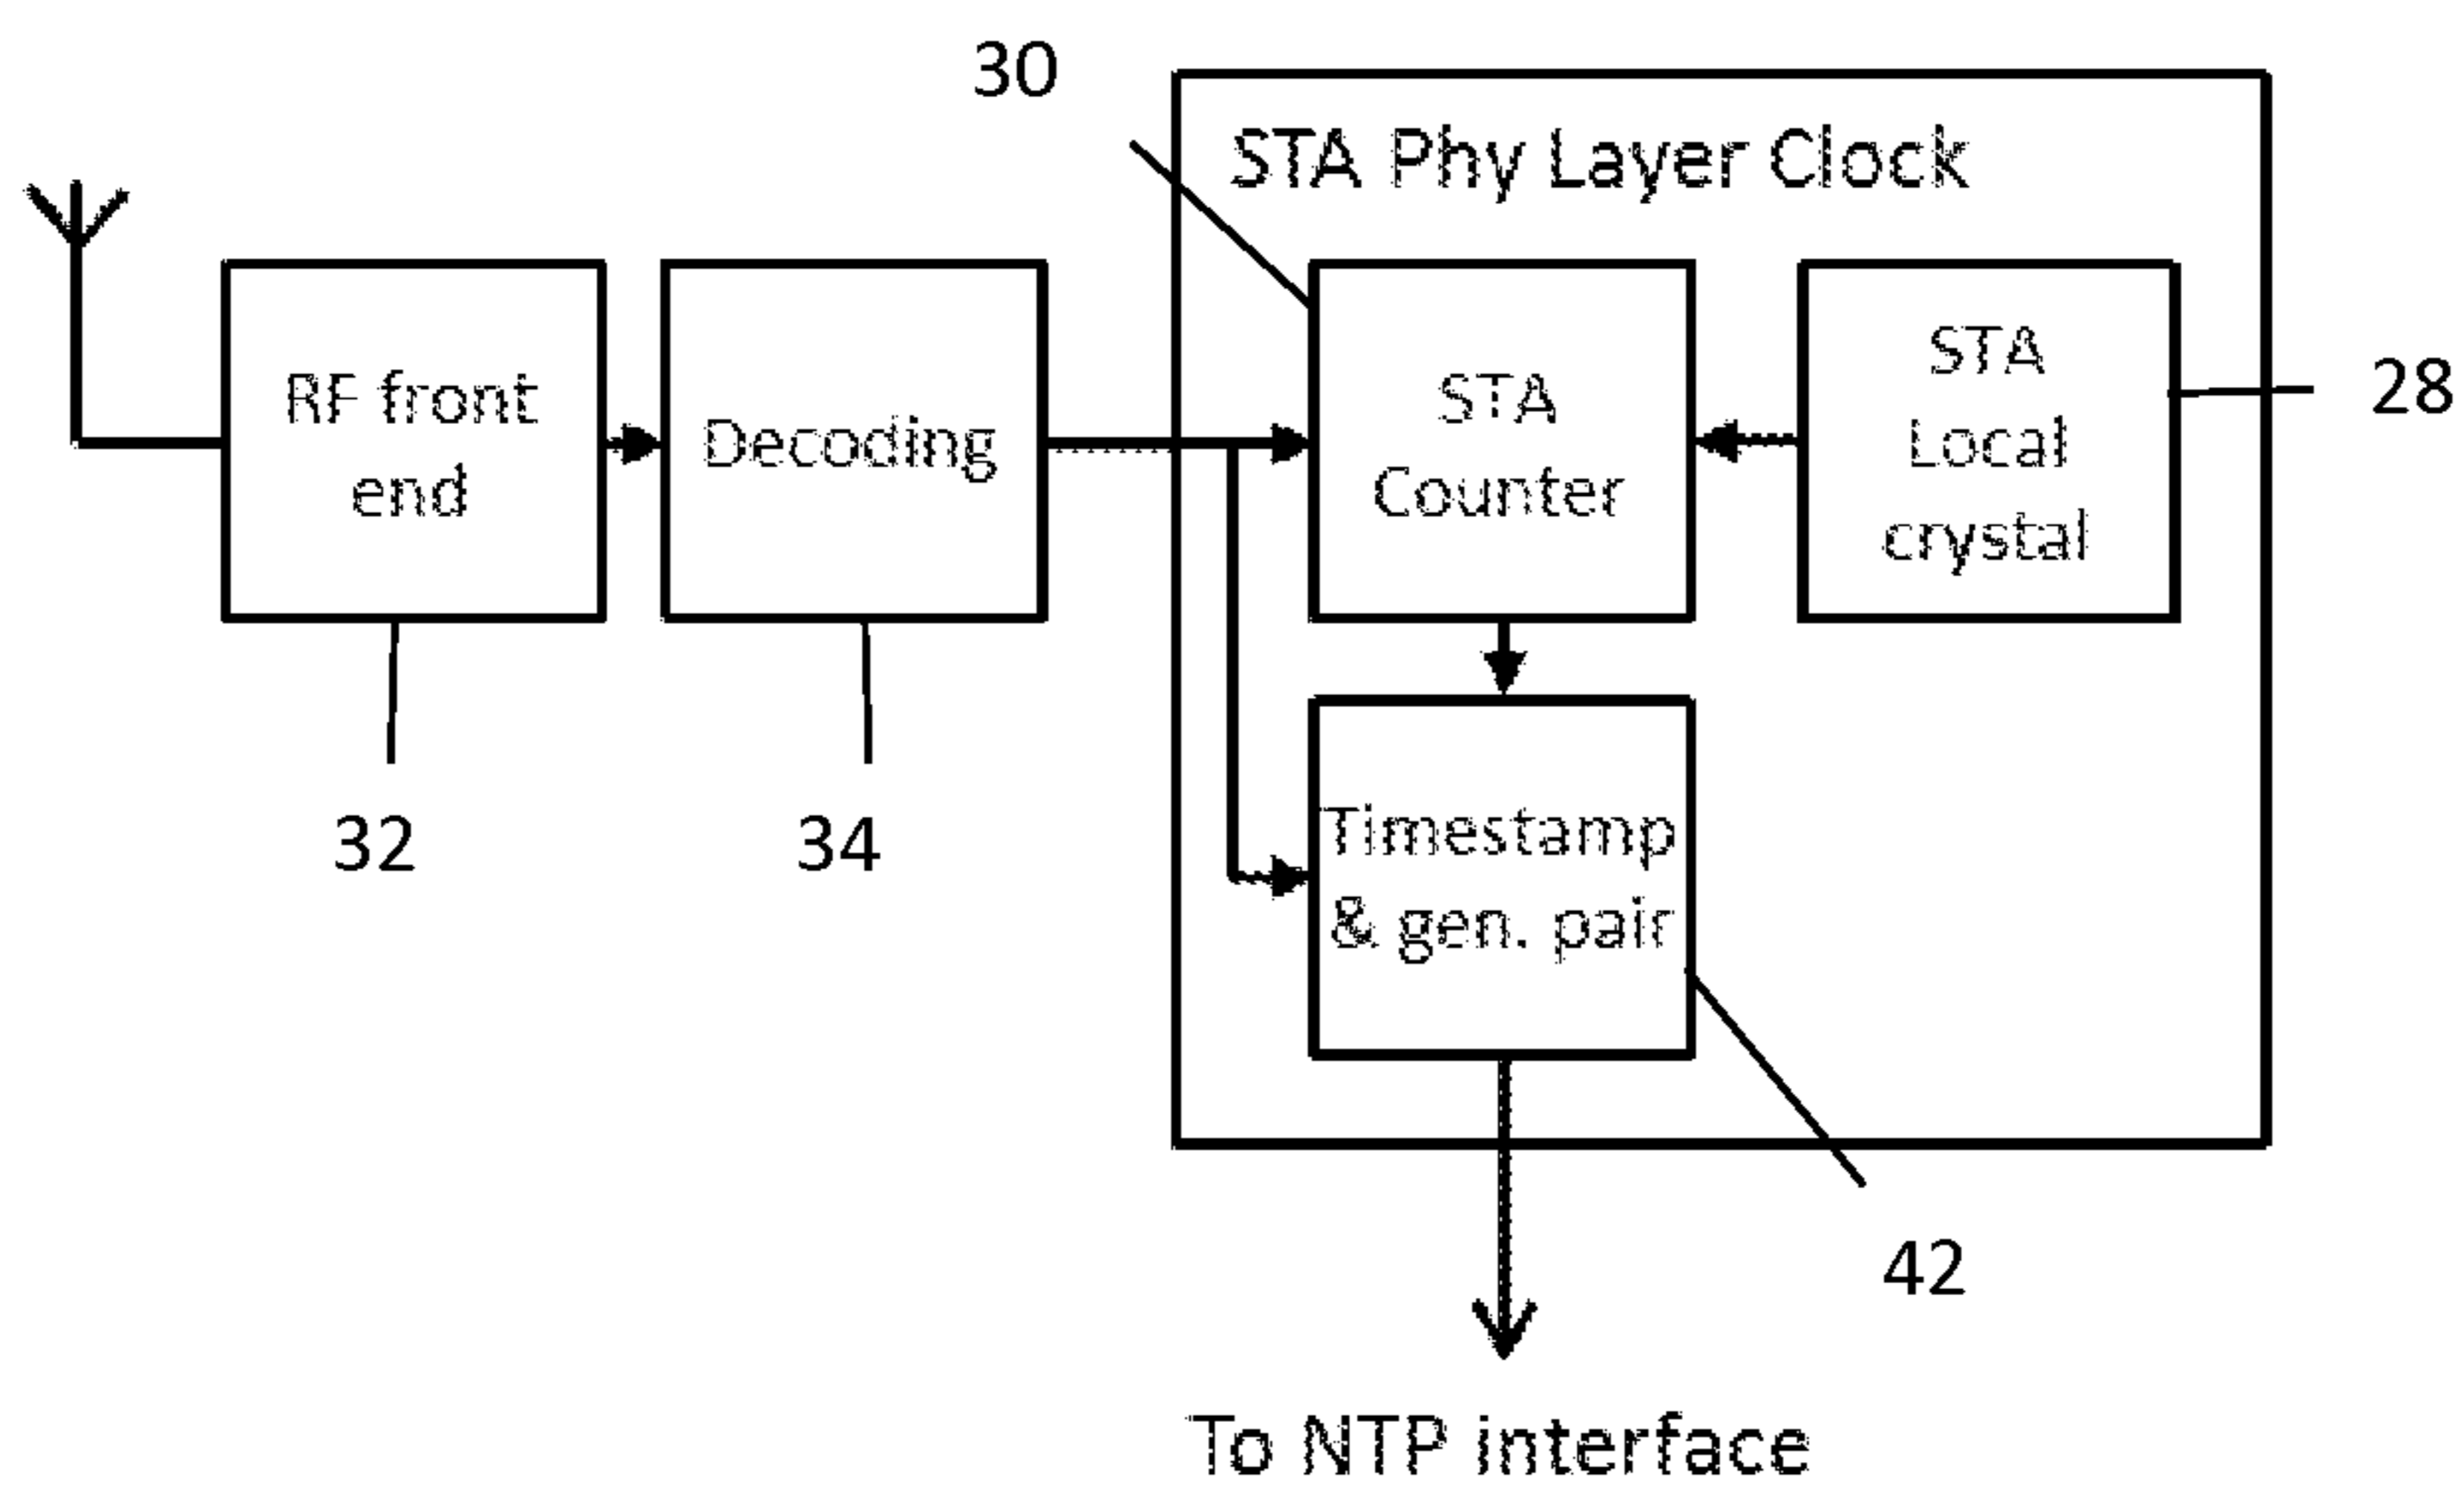 30
STA Phy Layer Clock
RF front
end
Decoding
STA
Counter
STA
Local
crystal
28
32
34
Timestamp
& gen. pair
42
To NTP interface